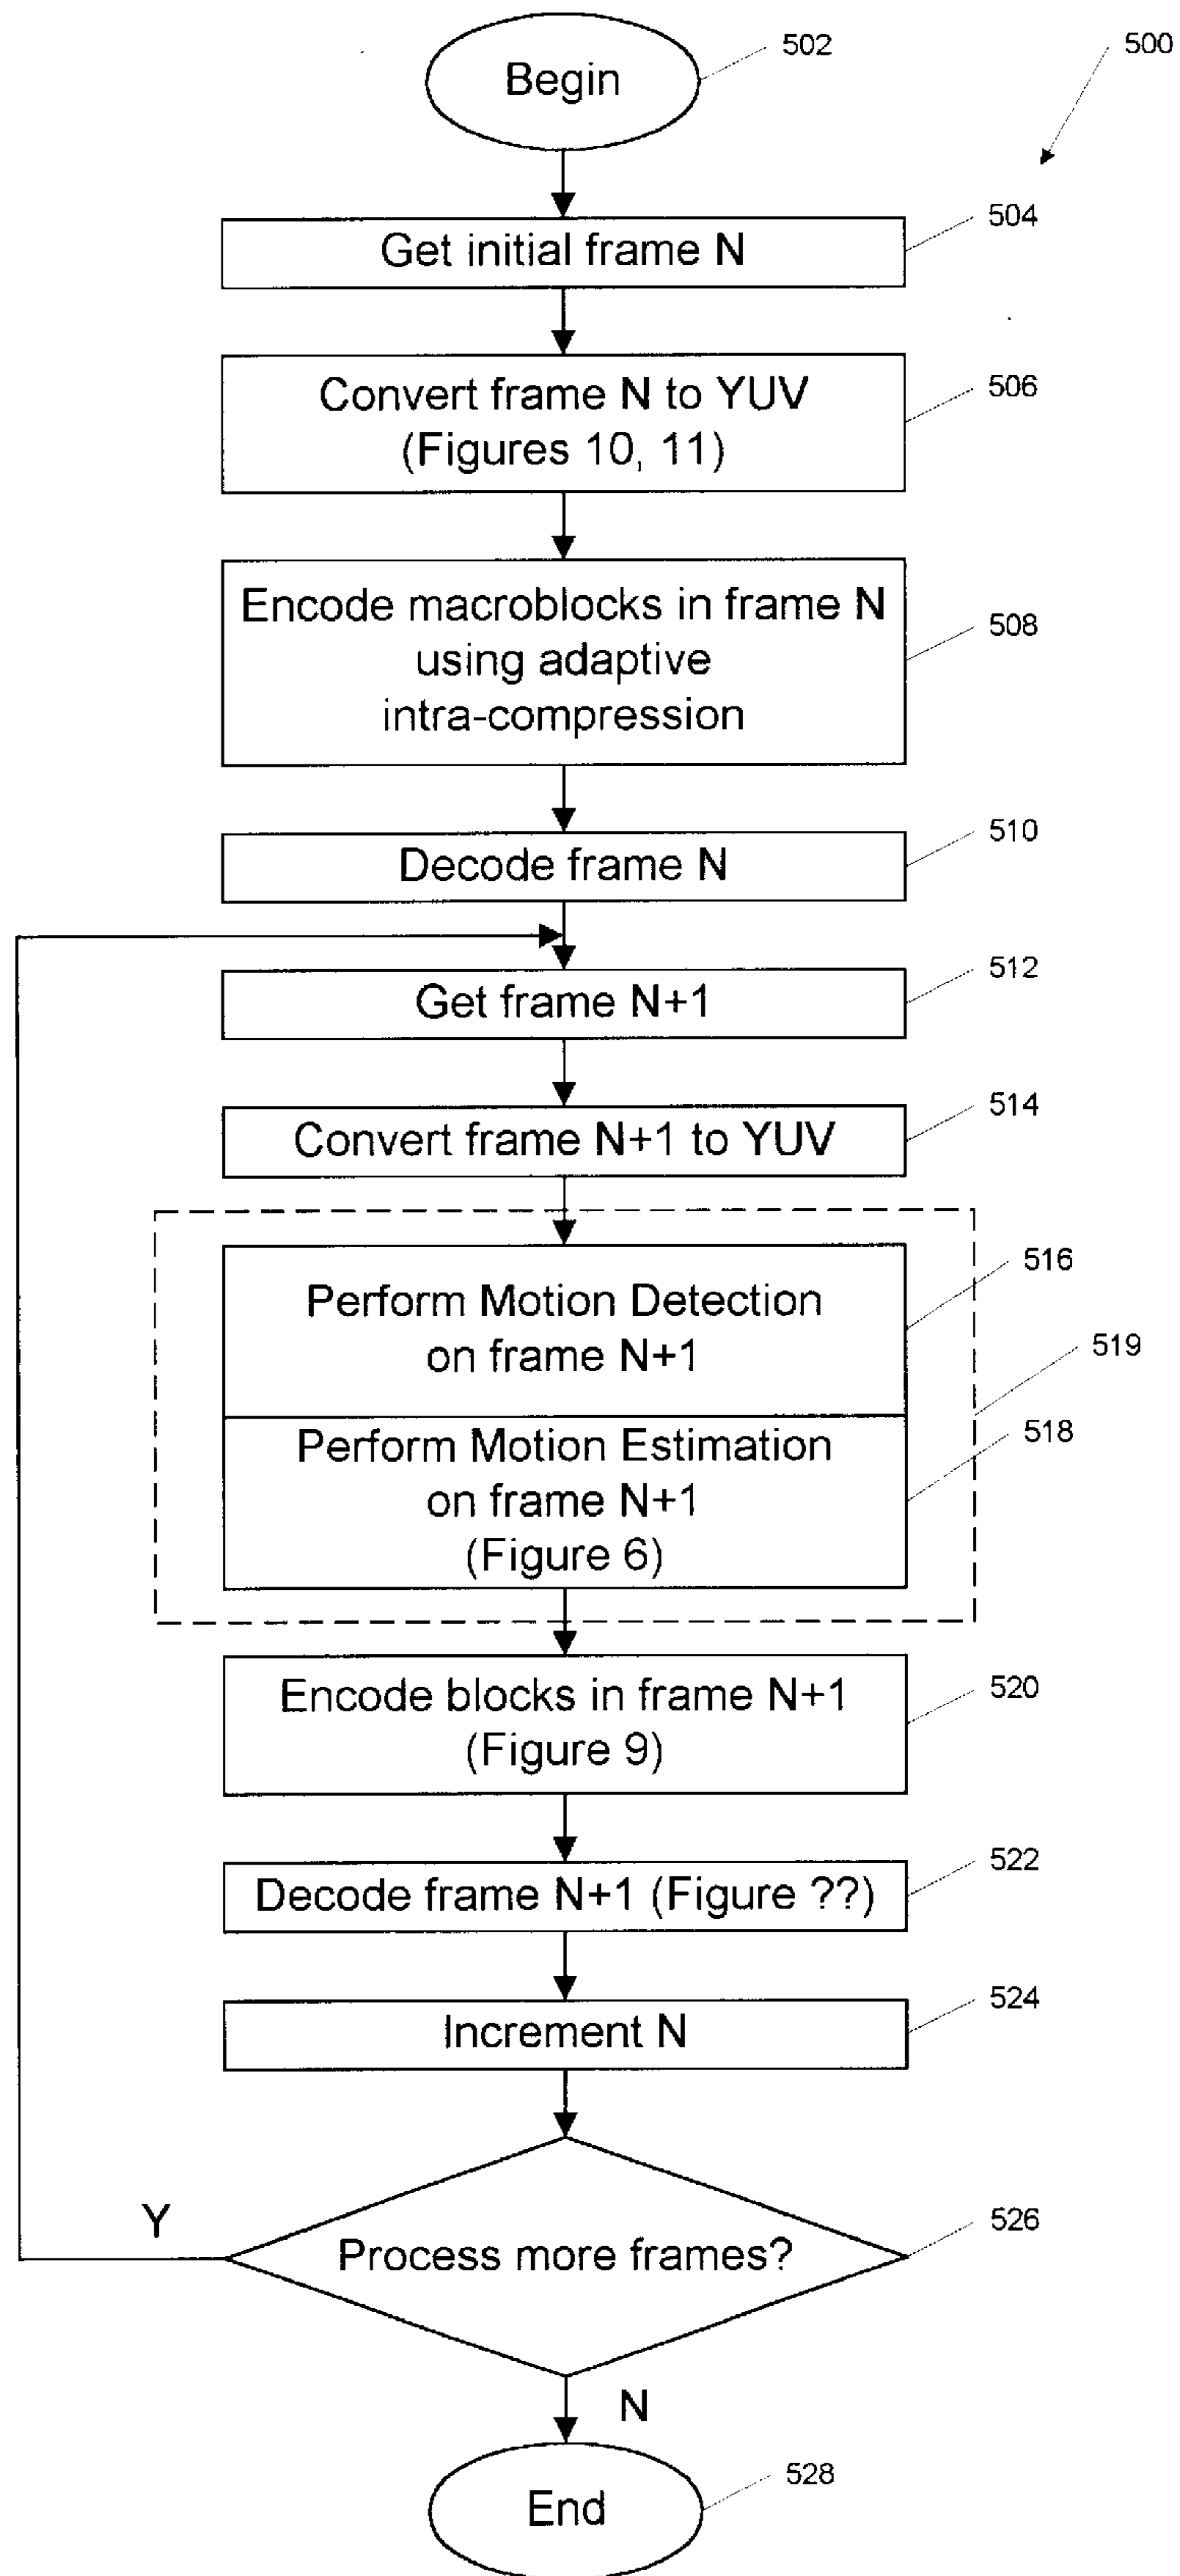 Begin
502
500
Get initial frame N
504
Convert frame N to YUV
(Figures 10, 11)
506
Encode macroblocks in frame N
using adaptive
intra-compression
508
Decode frame N
510
Get frame N+1
512
Convert frame N+1 to YUV
514
Perform Motion Detection
on frame N+1
516
519
Perform Motion Estimation
on frame N+1
(Figure 6)
518
Encode blocks in frame N+1
(Figure 9)
520
Decode frame N+1 (Figure ??)
522
Increment N
524
Y
Process more frames?
526
N
End
528